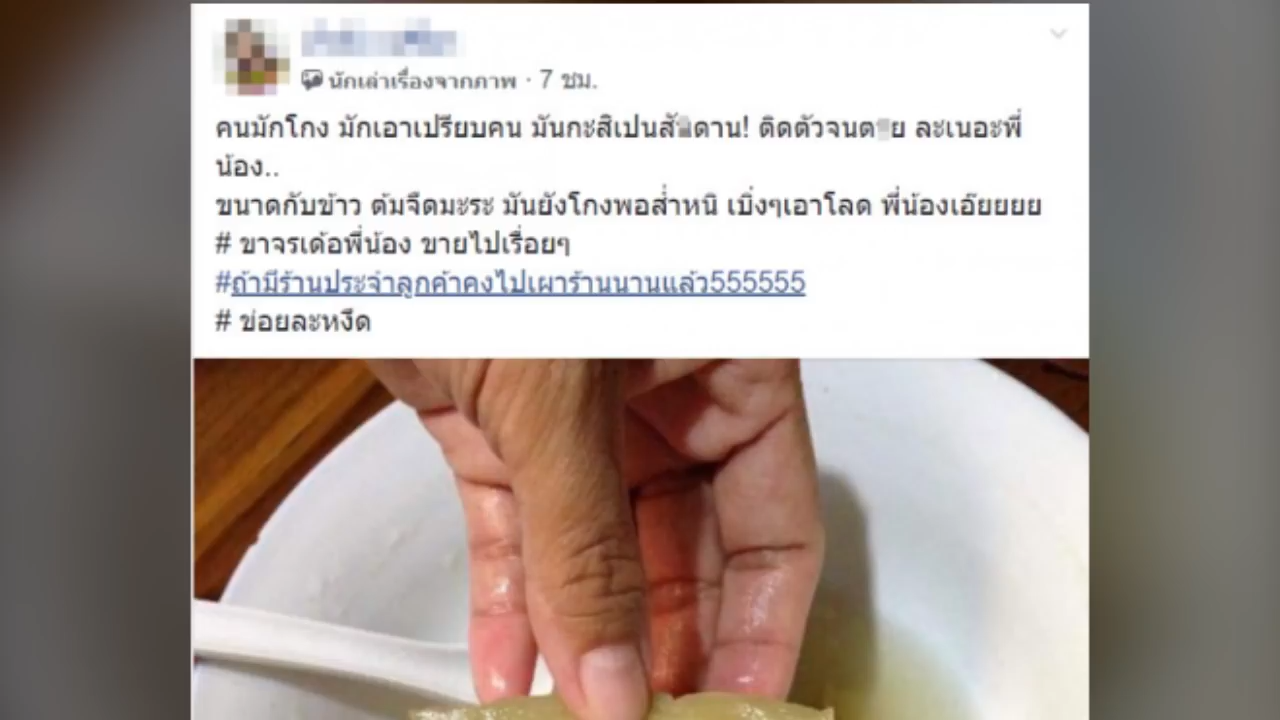 นักเล่าเรื่องจากภาพ · 7 ชม.
คนมักโกง มักเอาเปรียบคน มันกะสิเปน! ติดตัวจน ละเนอะพี่
น้อง..
ขนาดกับข้าว ต้มจืดมะระ มันยังโกงพอส่ำหนิ เบิ่งๆเอาโลด พี่น้องเอ๊ยยยย
# ขาจรเด้อพี่น้อง ขายไปเรื่อยๆ
#ถ้ามีร้านประจำลูกค้าคงไปเผาร้านนานแล้ว555555
# ข่อยละหงึด